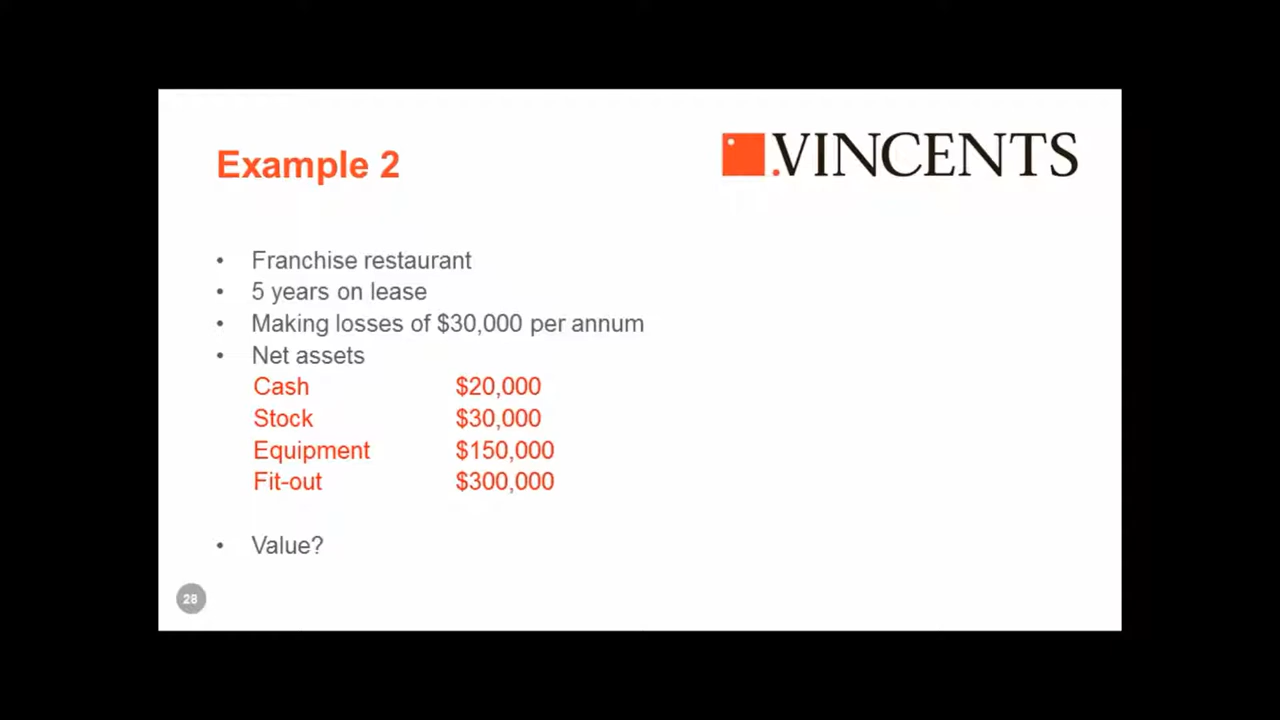 Example 2
.VINCENTS
• Franchise restaurant
• 5 years on lease
• Making losses of $30,000 per annum
• Net assets
Cash $20,000
Stock $30,000
Equipment $150,000
Fit-out $300,000
• Value?
28